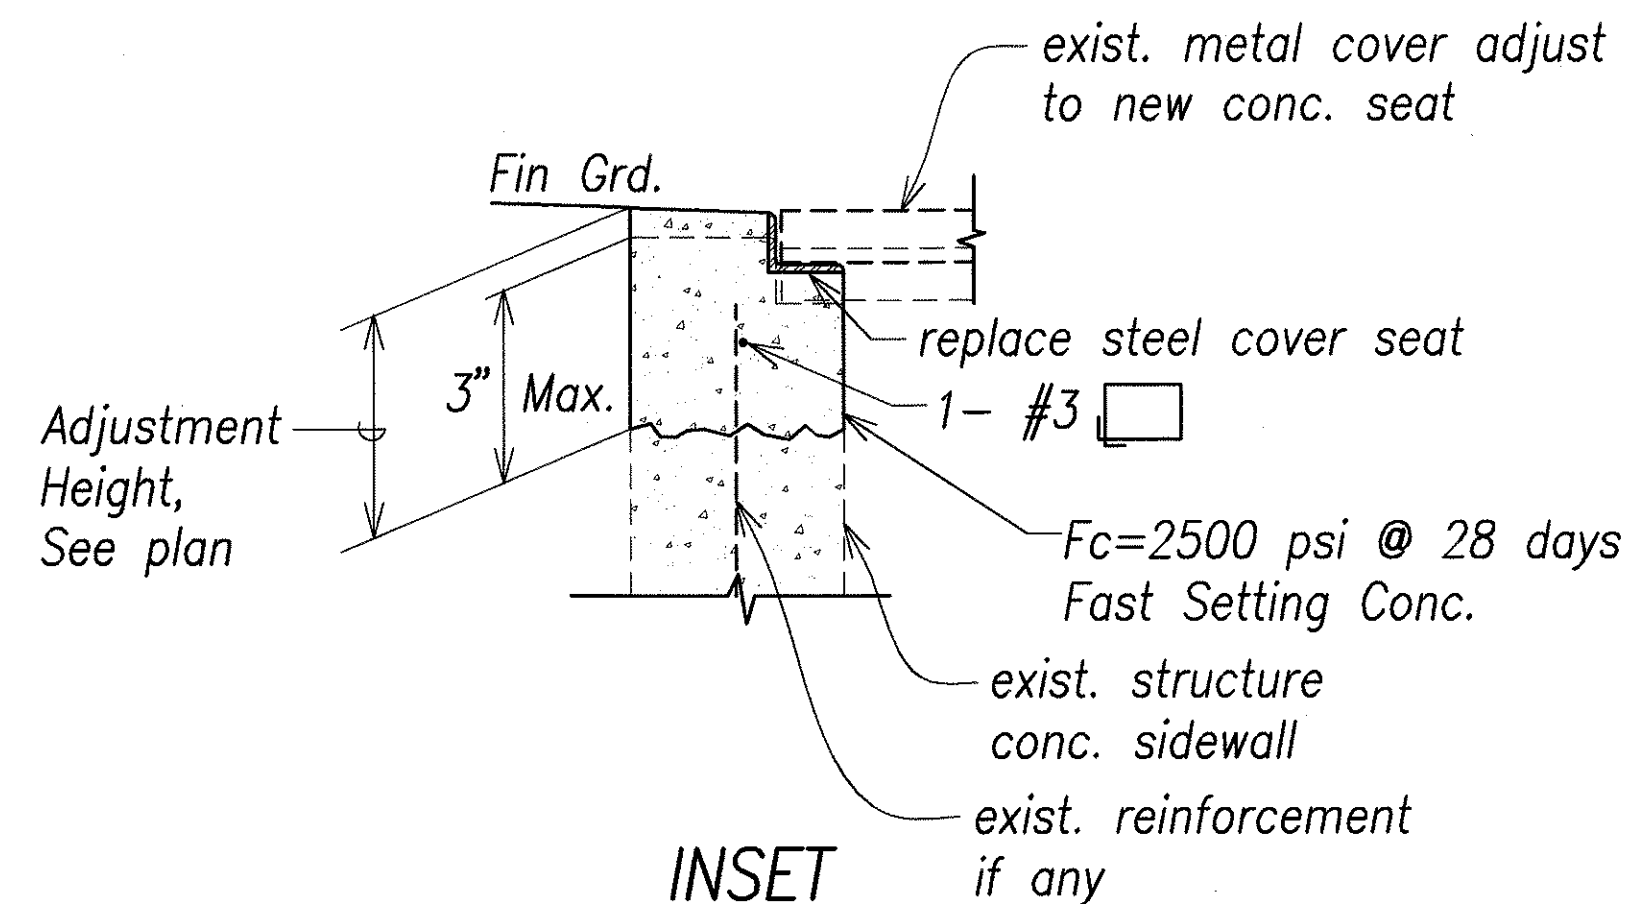 exist. metal cover adjust
to new conc. seat
Fin Grd.
replace steel cover seat
3" Max.
1- #3
Adjustment
Height,
See plan
Fc=2500 psi @ 28 days
Fast Setting Conc.
exist. structure
conc. sidewall
exist. reinforcement
if any
INSET